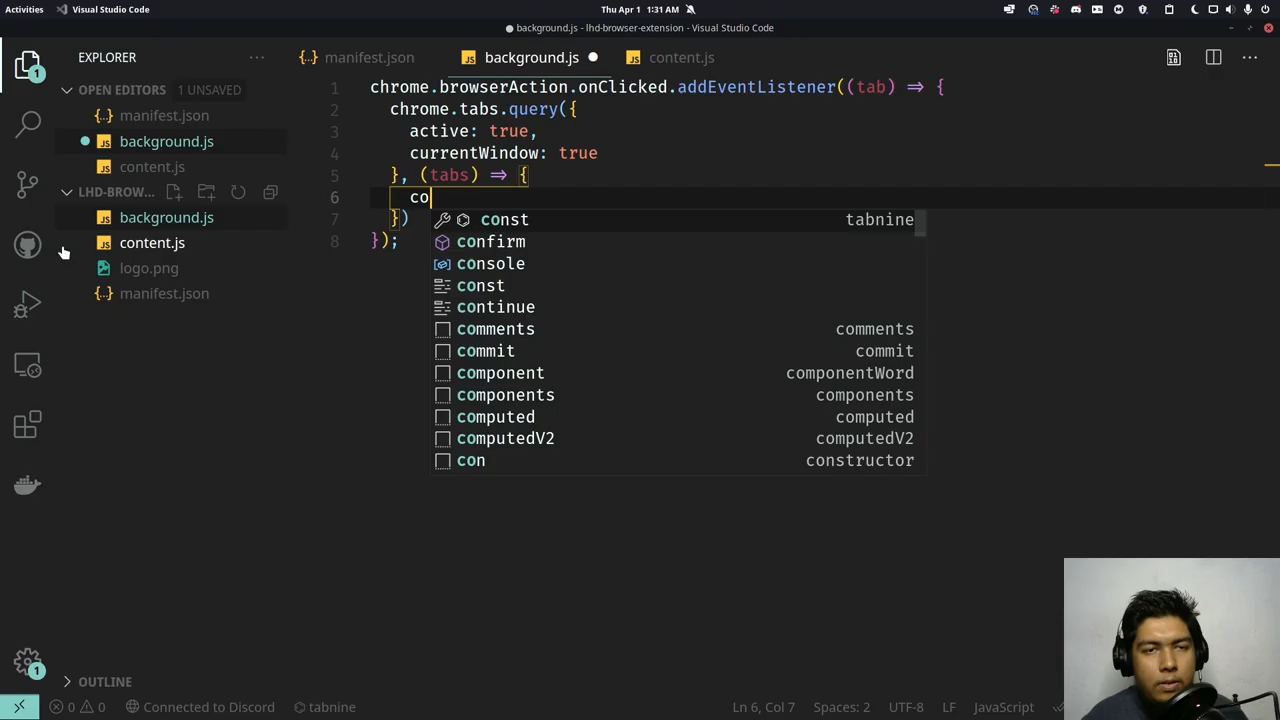 Activities
Visual Studio Code
Thu Apr 1 1:31 AM
● background.js - lhd-browser-extension - Visual Studio Code
EXPLORER
OPEN EDITORS
1 UNSAVED
manifest.json
background.js
content.js
LHD-BROW...
background.js
content.js
logo.png
manifest.json
OUTLINE
manifest.json
background.js
content.js
1 chrome.browserAction.onClicked.addEventListener((tab) ⇒ {
2 chrome.tabs.query({
3 active: true,
4 currentWindow: true
5 }, (tabs) ⇒ {
6 co
7 })
8 });
const tabnine
confirm
console
const
continue
comments comments
commit commit
component componentWord
components components
computed computed
computedV2 computedV2
con constructor
1
1
0 0 Connected to Discord tabnine
Ln 6, Col 7 Spaces: 2 UTF-8 LF JavaScript